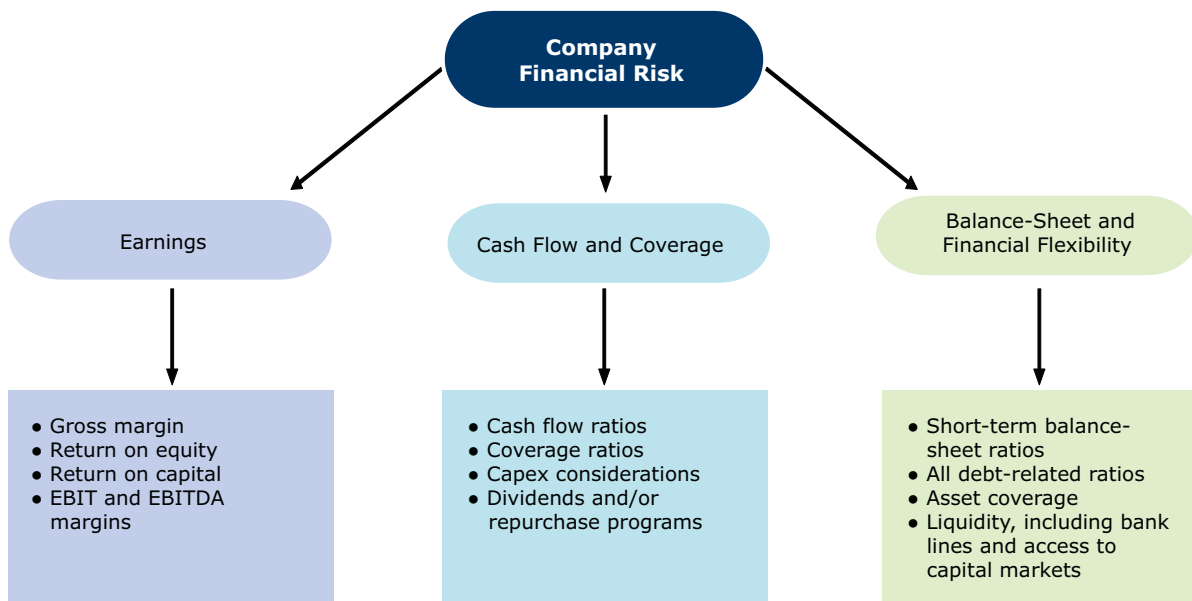 Company
Financial Risk
Earnings
Cash Flow and Coverage
Balance-Sheet and
Financial Flexibility
● Gross margin
● Return on equity
● Return on capital
● EBIT and EBITDA
margins
● Cash flow ratios
● Coverage ratios
● Capex considerations
● Dividends and/or
repurchase programs
● Short-term balance-
sheet ratios
● All debt-related ratios
● Asset coverage
● Liquidity, including bank
lines and access to
capital markets